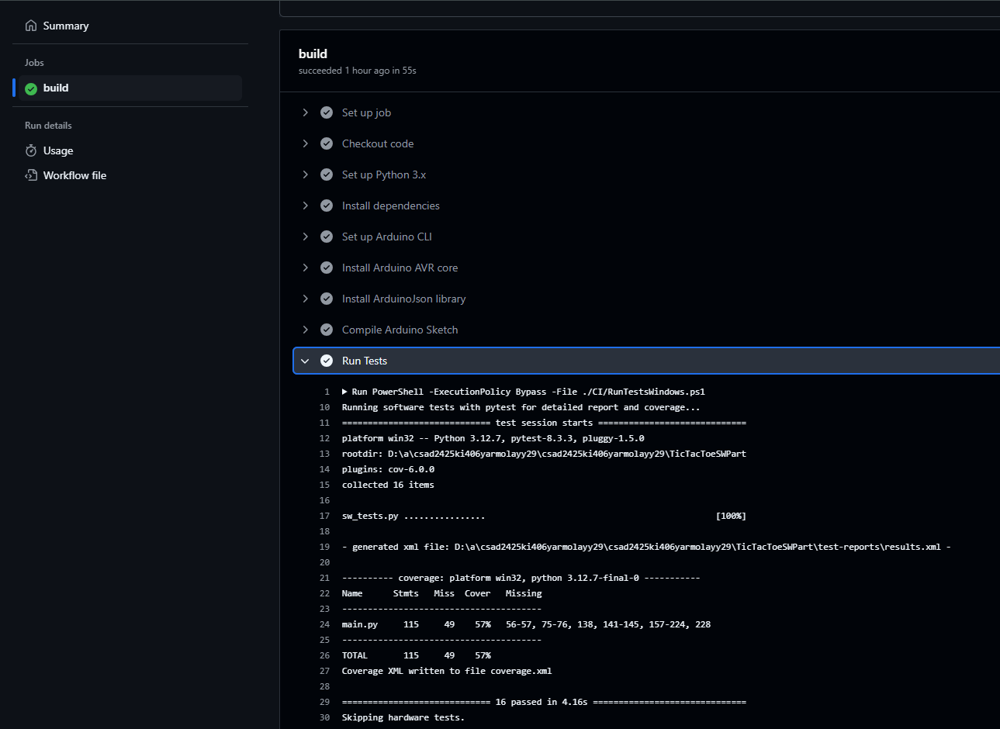 Summary
Jobs
build
Run details
Usage
Workflow file
build
succeeded 1 hour ago in 55s
Set up job
Checkout code
Set up Python 3.x
Install dependencies
Set up Arduino CLI
Install Arduino AVR core
Install ArduinoJson library
Compile Arduino Sketch
Run Tests
1 Run PowerShell -ExecutionPolicy Bypass -File ./CI/RunTestsWindows.ps1
10 Running software tests with pytest for detailed report and coverage...
11 ============================= test session starts =============================
12 platform win32 -- Python 3.12.7, pytest-8.3.3, pluggy-1.5.0
13 rootdir: D:\a\csad2425ki406yarmolayy29\csad2425ki406yarmolayy29\TicTacToeSWPart
14 plugins: cov-6.0.0
15 collected 16 items
16
17 sw_tests.py ................ [100%]
18
19 - generated xml file: D:\a\csad2425ki406yarmolayy29\csad2425ki406yarmolayy29\TicTacToeSWPart\test-reports\results.xml -
20
21 ---------- coverage: platform win32, python 3.12.7-final-0 -----------
22 Name Stmts Miss Cover Missing
23 ---------------------------------------
24 main.py 115 49 57% 56-57, 75-76, 138, 141-145, 157-224, 228
25 ---------------------------------------
26 TOTAL 115 49 57%
27 Coverage XML written to file coverage.xml
28
29 ============================= 16 passed in 4.16s ==============================
30 Skipping hardware tests.